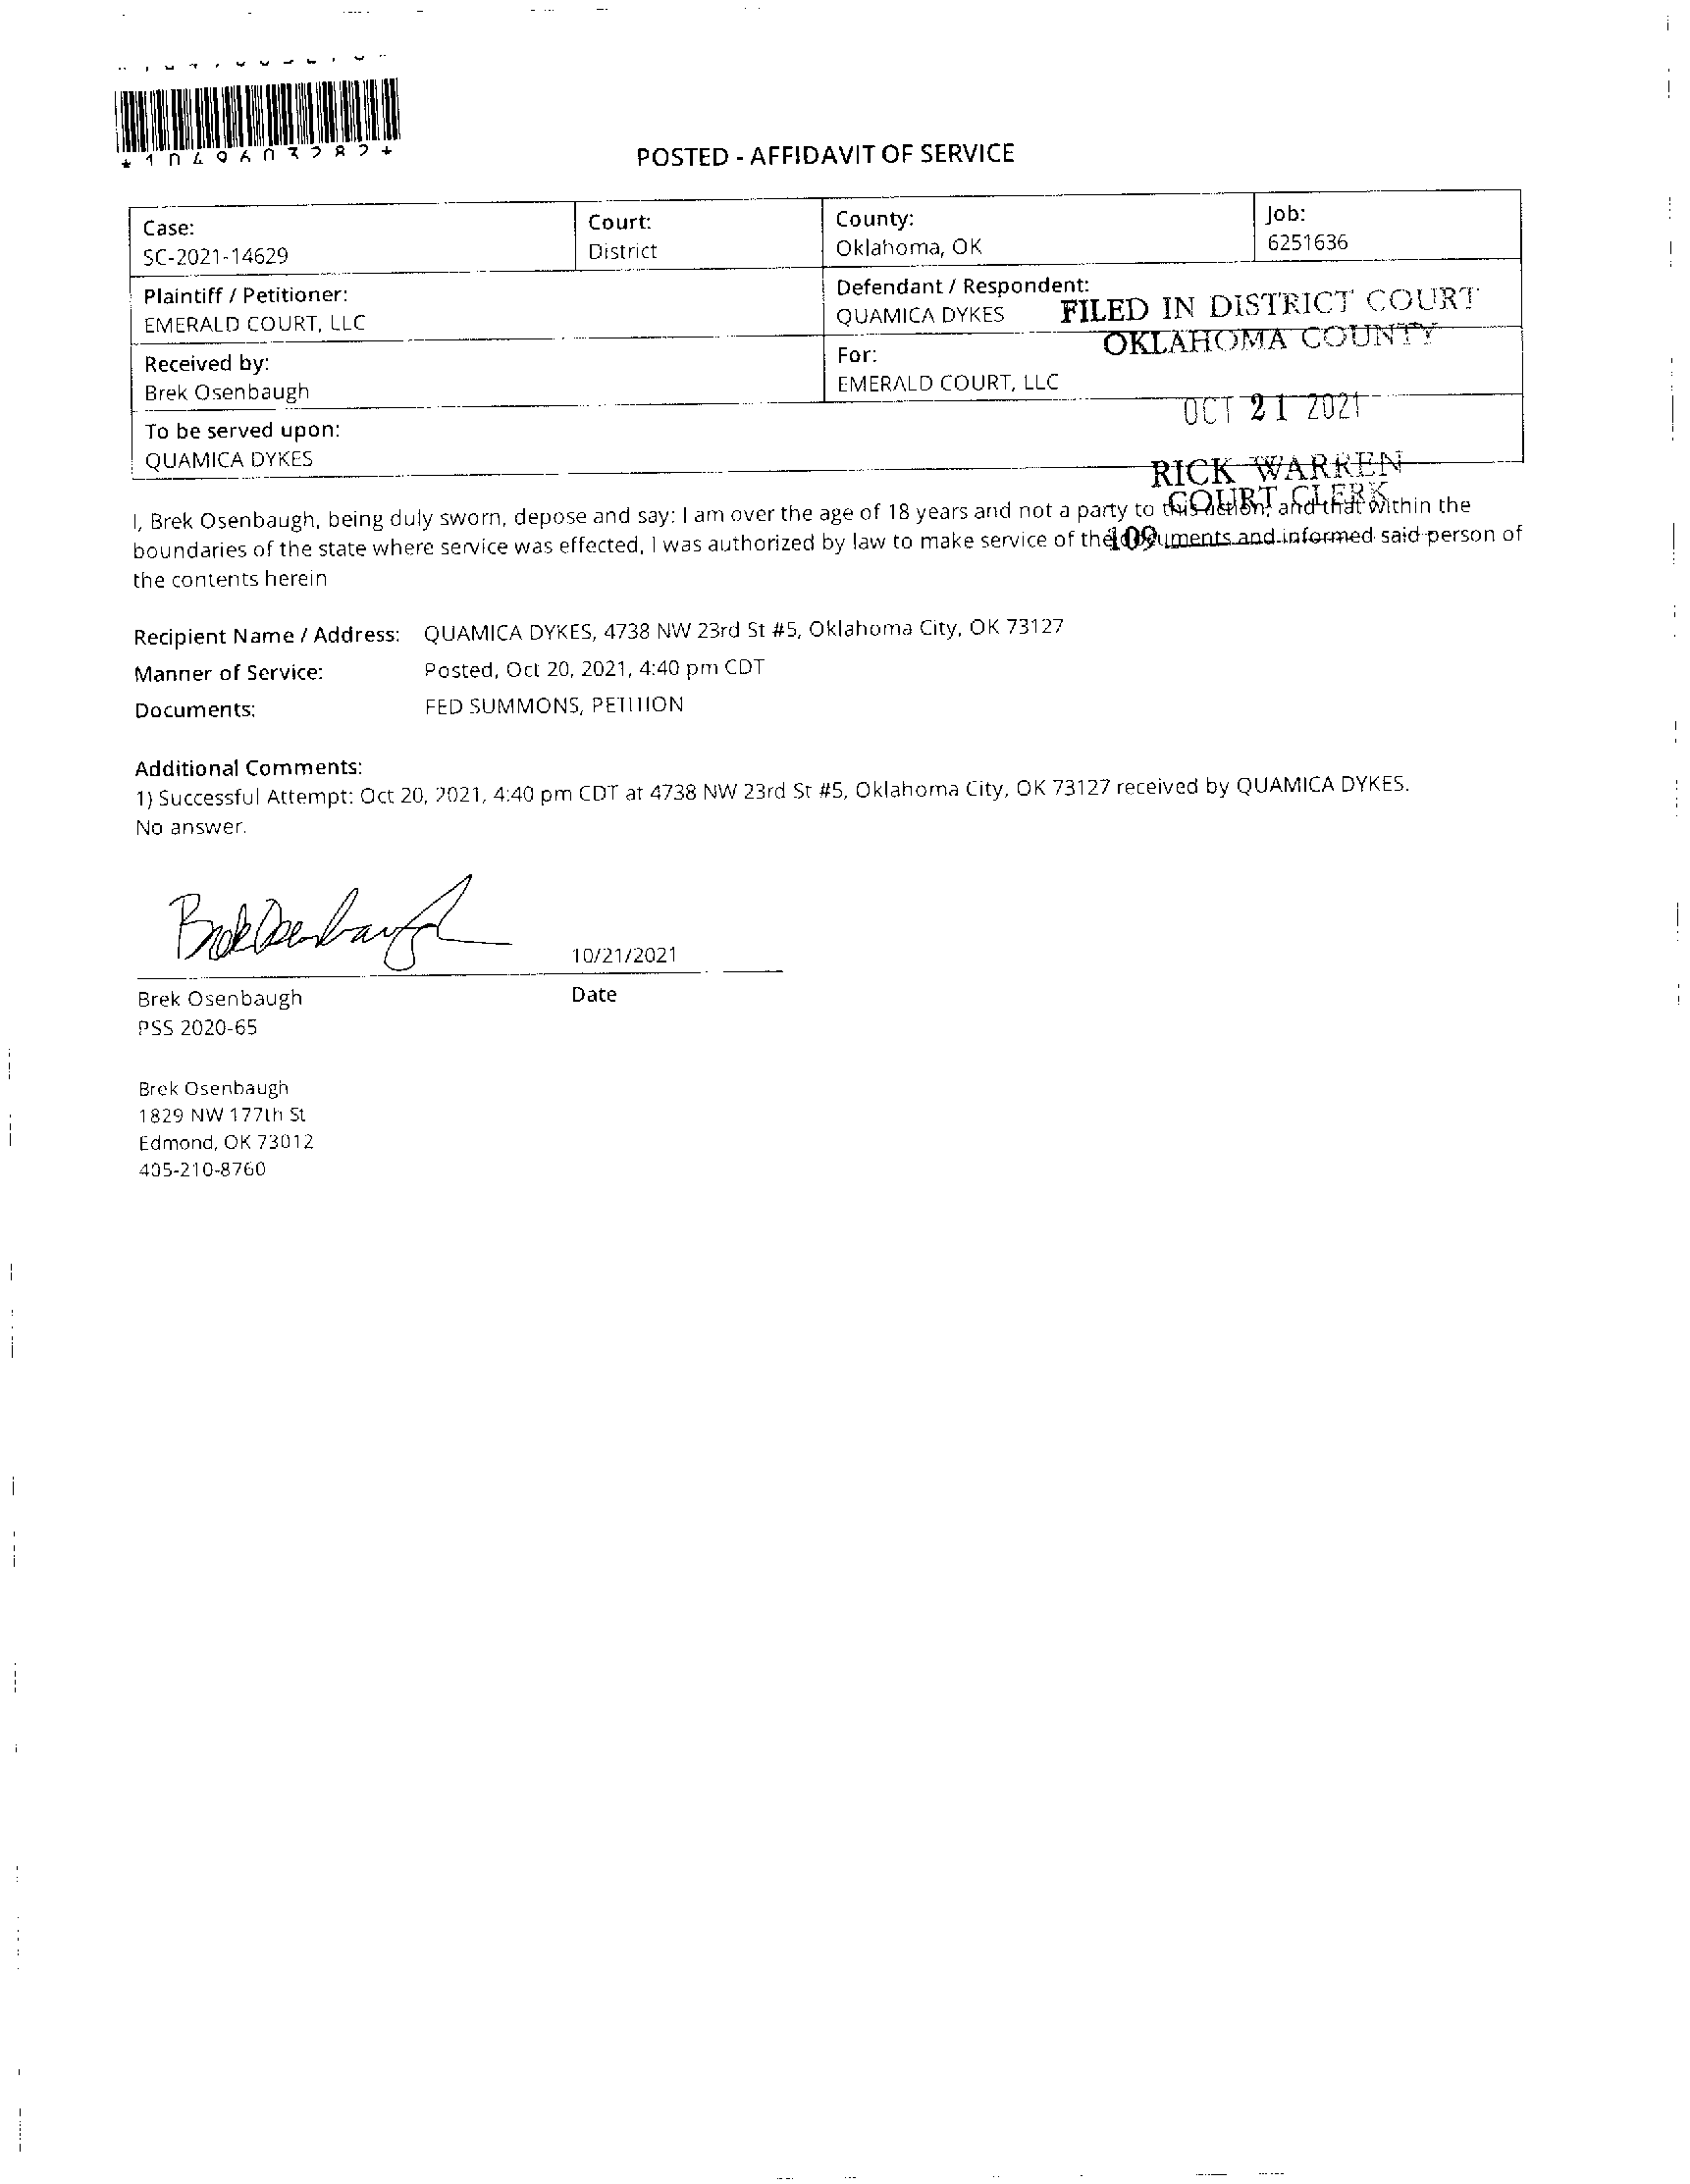 *1049603282*
POSTED - AFFIDAVIT OF SERVICE
Case:
SC-2021-14629
Court:
District
County:
Oklahoma, OK
Job:
6251636
Plaintiff / Petitioner:
EMERALD COURT, LLC
Defendant / Respondent:
QUAMICA DYKES
FILED IN DISTRICT COURT
OKLAHOMA COUNTY
Received by:
Brek Osenbaugh
For:
EMERALD COURT, LLC
OCT 21 2021
To be served upon:
QUAMICA DYKES
RICK WARREN
COURT CLERK
109
I, Brek Osenbaugh, being duly sworn, depose and say: I am over the age of 18 years and not a party to this action, and that within the
boundaries of the state where service was effected, I was authorized by law to make service of the documents and informed said person of
the contents herein
Recipient Name / Address: QUAMICA DYKES, 4738 NW 23rd St #5, Oklahoma City, OK 73127
Manner of Service: Posted, Oct 20, 2021, 4:40 pm CDT
Documents: FED SUMMONS, PETITION
Additional Comments:
1) Successful Attempt: Oct 20, 2021, 4:40 pm CDT at 4738 NW 23rd St #5, Oklahoma City, OK 73127 received by QUAMICA DYKES.
No answer.
Brek Osenbaugh
10/21/2021
Brek Osenbaugh
Date
PSS 2020-65
Brek Osenbaugh
1829 NW 177th St
Edmond, OK 73012
405-210-8760